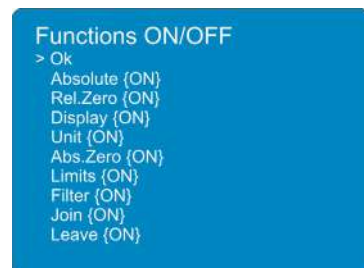 Functions ON/OFF
> Ok
Absolute {ON}
Rel.Zero {ON}
Display {ON}
Unit {ON}
Abs.Zero {ON}
Limits {ON}
Filter {ON}
Join {ON}
Leave {ON}